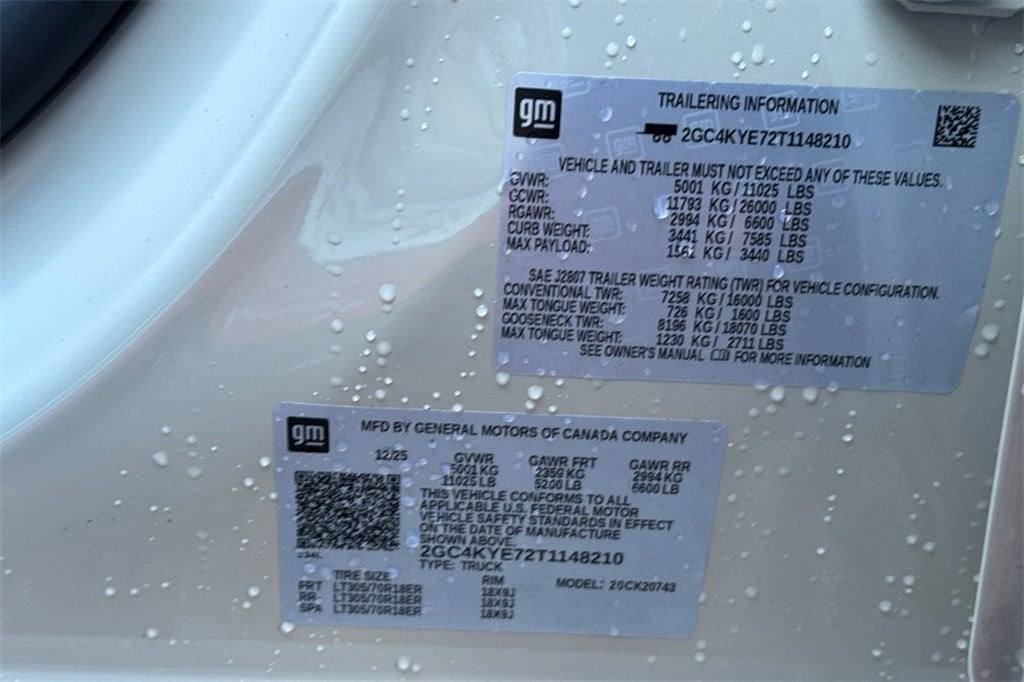 gm
TRAILERING INFORMATION
2GC4KYE72T1148210
VEHICLE AND TRAILER MUST NOT EXCEED ANY OF THESE VALUES.
GVWR: 5001 KG / 11025 LBS
GCWR: 11793 KG / 26000 LBS
RGAWR: 2994 KG / 6600 LBS
CURB WEIGHT: 3441 KG / 7585 LBS
MAX PAYLOAD: 1561 KG / 3440 LBS
SAE J2807 TRAILER WEIGHT RATING (TWR) FOR VEHICLE CONFIGURATION.
CONVENTIONAL TWR: 7258 KG / 16000 LBS
MAX TONGUE WEIGHT: 726 KG / 1600 LBS
GOOSENECK TWR: 8196 KG / 18070 LBS
MAX TONGUE WEIGHT: 1230 KG / 2711 LBS
SEE OWNER'S MANUAL FOR MORE INFORMATION
gm
MFD BY GENERAL MOTORS OF CANADA COMPANY
12/25 GVWR GAWR FRT GAWR RR
5001 KG 2359 KG 2994 KG
11025 LB 5200 LB 6600 LB
THIS VEHICLE CONFORMS TO ALL
APPLICABLE U.S. FEDERAL MOTOR
VEHICLE SAFETY STANDARDS IN EFFECT
ON THE DATE OF MANUFACTURE
SHOWN ABOVE.
234L
2GC4KYE72T1148210
TYPE: TRUCK
TIRE SIZE RIM MODEL: 20CK20743
FRT LT305/70R18ER 18X9J
RR LT305/70R18ER 18X9J
SPA LT305/70R18ER 18X9J